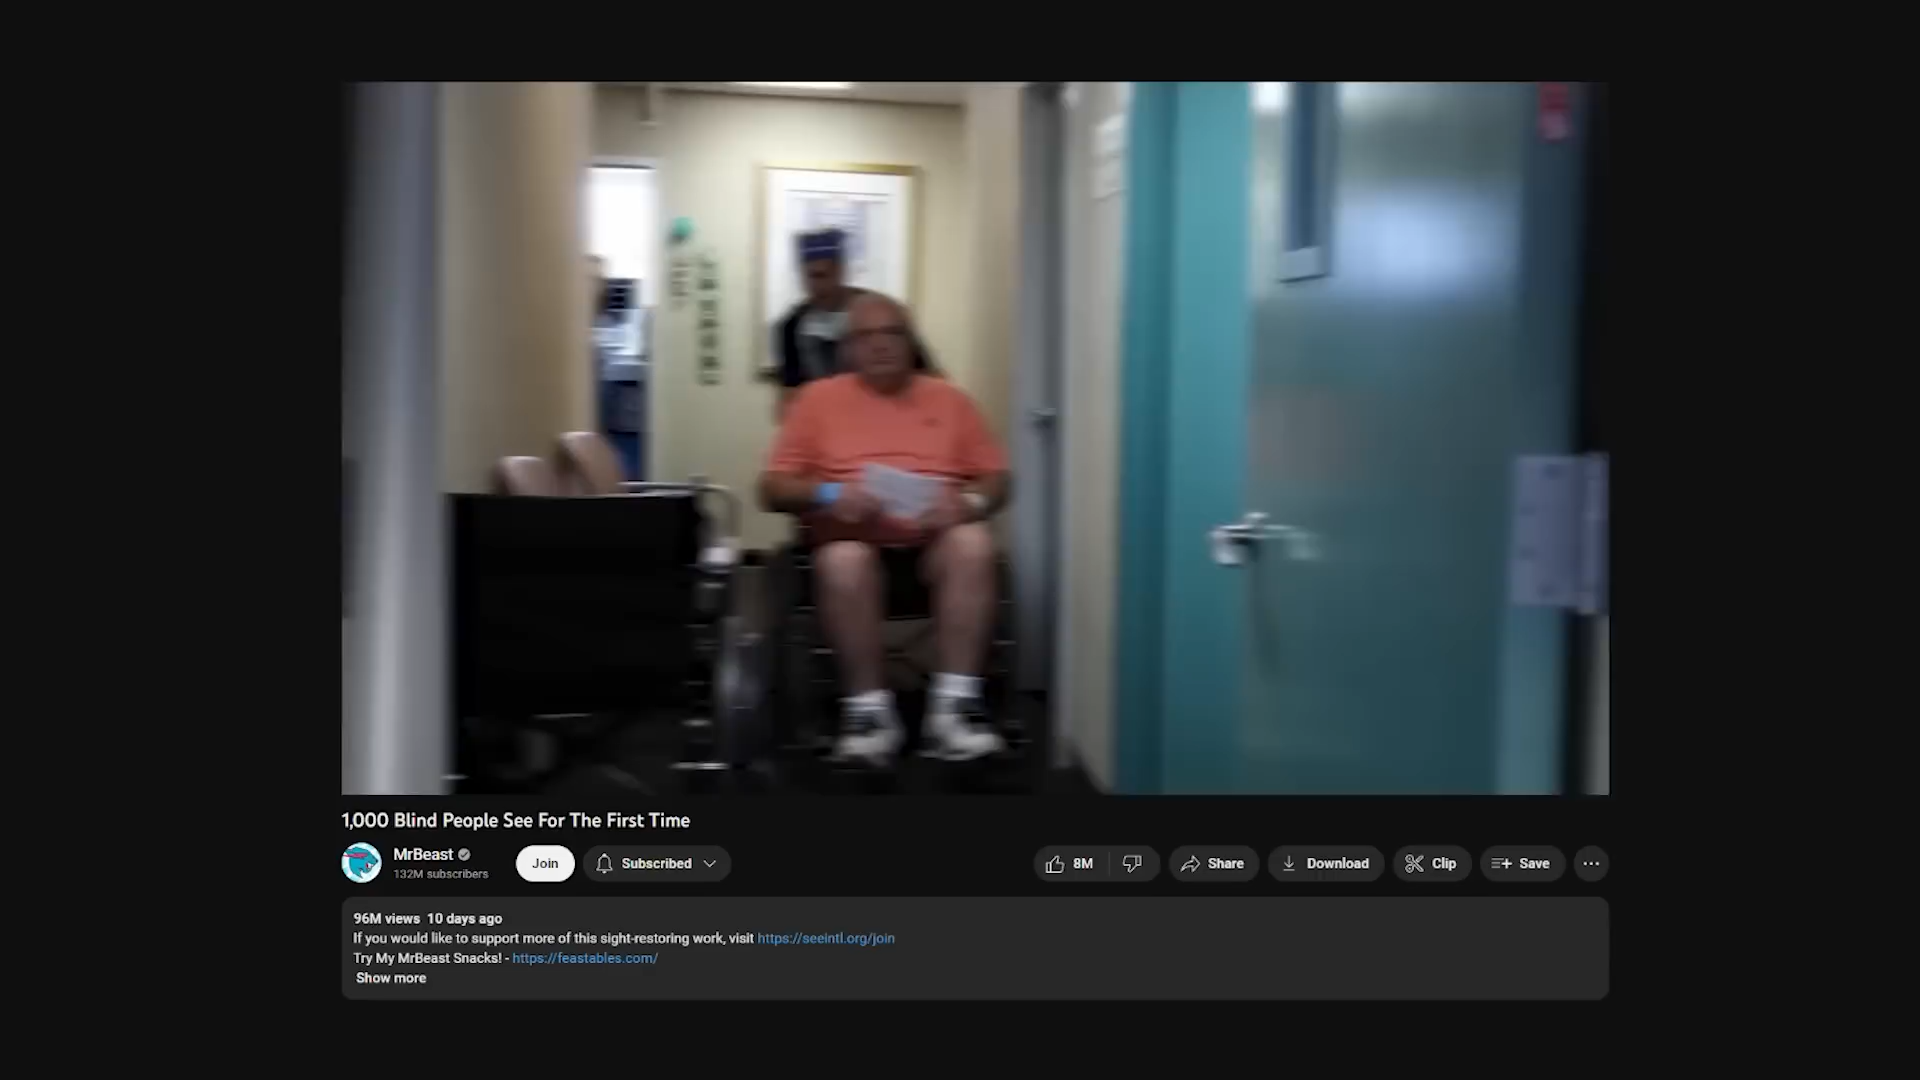 1,000 Blind People See For The First Time
MrBeast
132M subscribers
Join
Subscribed
8M
Share
Download
Clip
Save
96M views 10 days ago
If you would like to support more of this sight-restoring work, visit https://seeintl.org/join
Try My MrBeast Snacks! - https://feastables.com/
Show more